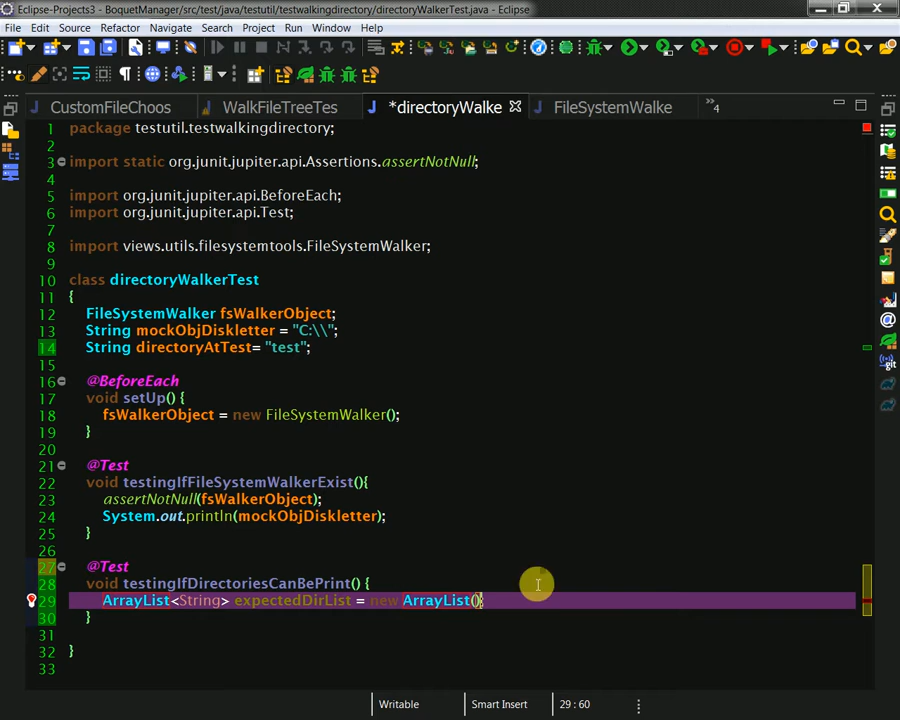 Eclipse-Projects3 - BoquetManager/src/test/java/testutil/testwalkingdirectory/directoryWalkerTest.java - Eclipse
File Edit Source Refactor Navigate Search Project Run Window Help
CustomFileChoos WalkFileTreeTes *directoryWalke FileSystemWalke »4
1 package testutil.testwalkingdirectory;
2
3 import static org.junit.jupiter.api.Assertions.assertNotNull;
4
5 import org.junit.jupiter.api.BeforeEach;
6 import org.junit.jupiter.api.Test;
7
8 import views.utils.filesystemtools.FileSystemWalker;
9
10 class directoryWalkerTest
11 {
12 FileSystemWalker fsWalkerObject;
13 String mockObjDiskletter = "C:\\";
14 String directoryAtTest= "test";
15
16 @BeforeEach
17 void setUp() {
18 fsWalkerObject = new FileSystemWalker();
19 }
20
21 @Test
22 void testingIfFileSystemWalkerExist(){
23 assertNotNull(fsWalkerObject);
24 System.out.println(mockObjDiskletter);
25 }
26
27 @Test
28 void testingIfDirectoriesCanBePrint() {
29 ArrayList<String> expectedDirList = new ArrayList();
30 }
31
32 }
33
Writable Smart Insert 29 : 60